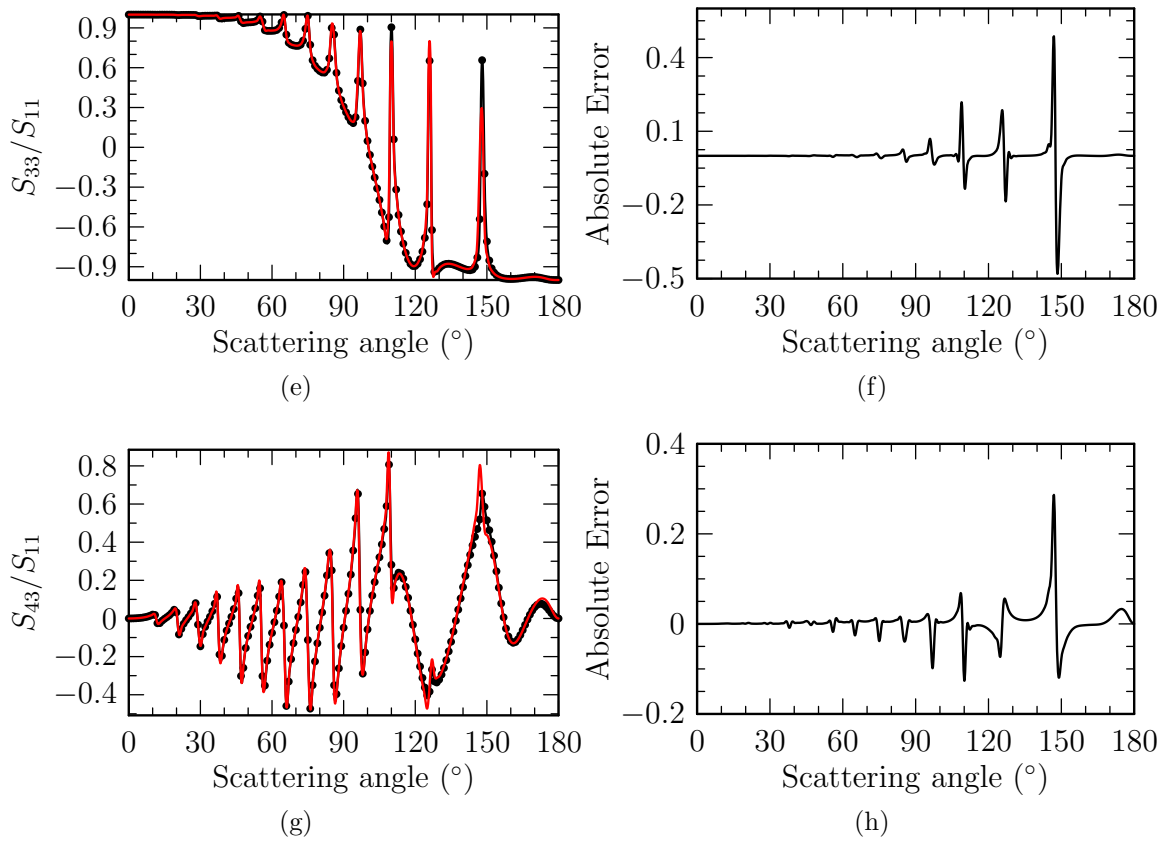 S₃₃/S₁₁
0.9
0.6
0.3
0
−0.3
−0.6
−0.9
0 30 60 90 120 150 180
Scattering angle (°)
(e)
Absolute Error
0.4
0.1
−0.2
−0.5
0 30 60 90 120 150 180
Scattering angle (°)
(f)
S₄₃/S₁₁
0.8
0.6
0.4
0.2
0
−0.2
−0.4
0 30 60 90 120 150 180
Scattering angle (°)
(g)
Absolute Error
0.4
0.2
0
−0.2
0 30 60 90 120 150 180
Scattering angle (°)
(h)